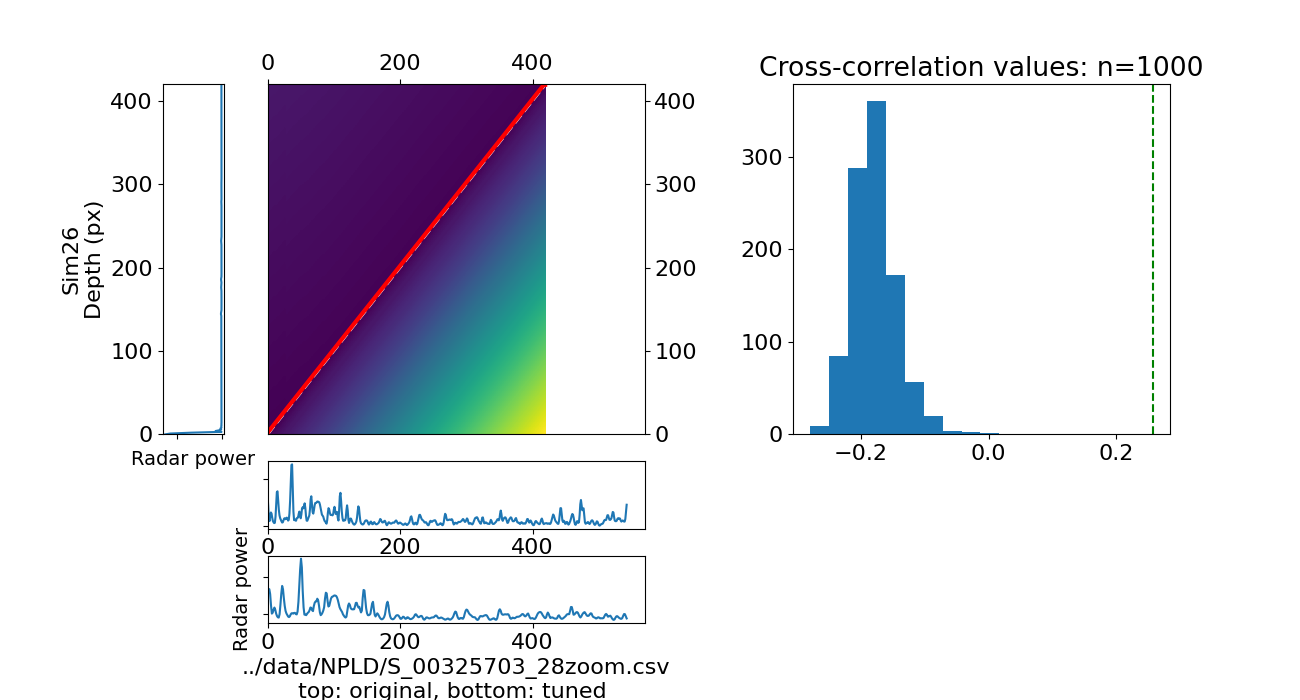 0 200 400
Cross-correlation values: n=1000
400
300
200
100
0
Sim26
Depth (px)
Radar power
400
300
200
100
0
300
200
100
0
−0.2 0.0 0.2
0 200 400
Radar power
0 200 400
../data/NPLD/S_00325703_28zoom.csv
top: original, bottom: tuned